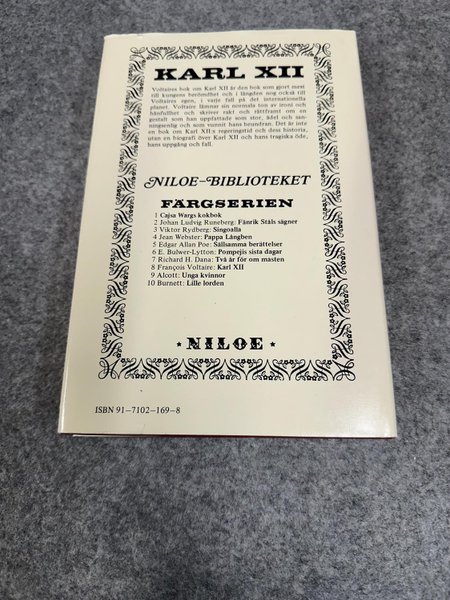 KARL XII
Voltaires bok om Karl XII är den bok som gjort mest
till kungens berömdhet och i längden nog också till
Voltaires egen, i varje fall på det internationella
planet. Voltaire lämnar sin normala ton av ironi och
hånfullhet och skriver rakt och rättframt om en
gestalt som han uppfattade som stor, ädel och san-
ningsenlig och som vunnit hans beundran. Det är inte
en bok om Karl XII:s regeringstid och dess historia,
utan en biografi över Karl XII och hans tragiska öde,
hans uppgång och fall.
NILOE-BIBLIOTEKET
FÄRGSERIEN
1 Cajsa Wargs kokbok
2 Johan Ludvig Runeberg: Fänrik Ståls sägner
3 Viktor Rydberg: Singoalla
4 Jean Webster: Pappa Långben
5 Edgar Allan Poe: Sällsamma berättelser
6 E. Bulwer-Lytton: Pompejis sista dagar
7 Richard H. Dana: Två år för om masten
8 François Voltaire: Karl XII
9 Alcott: Unga kvinnor
10 Burnett: Lille lorden
* NILOE *
ISBN 91-7102-169-8